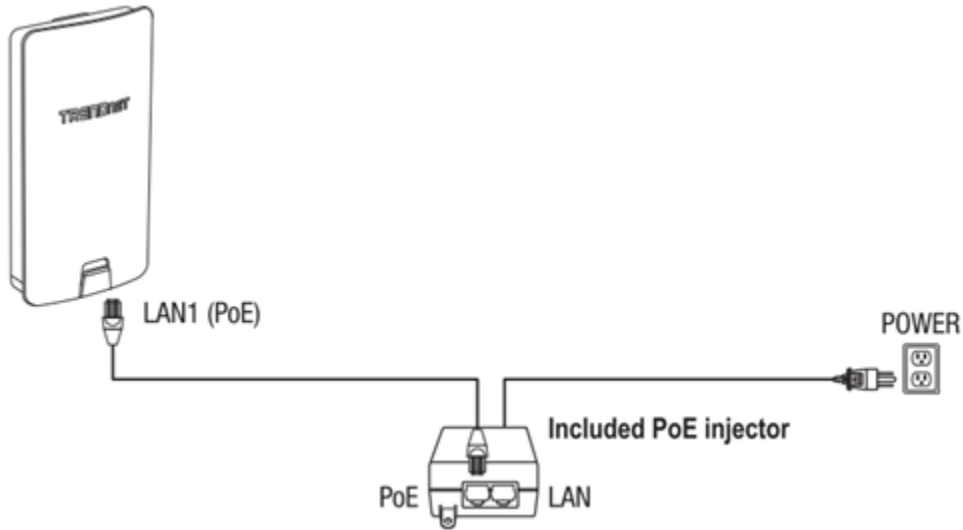 TRENDNET
LAN1 (PoE)
POWER
Included PoE injector
PoE
LAN